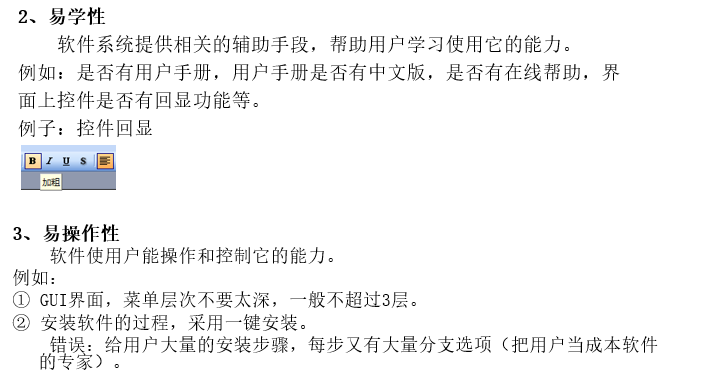 2、易学性
软件系统提供相关的辅助手段，帮助用户学习使用它的能力。
例如：是否有用户手册，用户手册是否有中文版，是否有在线帮助，界
面上控件是否有回显功能等。
例子：控件回显
B I U S
加粗
3、易操作性
软件使用户能操作和控制它的能力。
例如：
① GUI界面，菜单层次不要太深，一般不超过3层。
② 安装软件的过程，采用一键安装。
错误：给用户大量的安装步骤，每步又有大量分支选项（把用户当成本软件
的专家）。